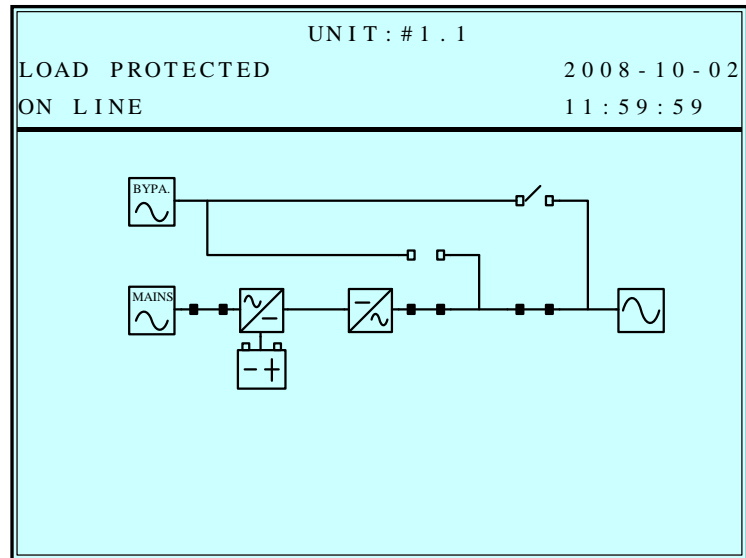 UNIT:#1.1
LOAD PROTECTED 2008-10-02
ON LINE 11:59:59
BYPA.
MAINS